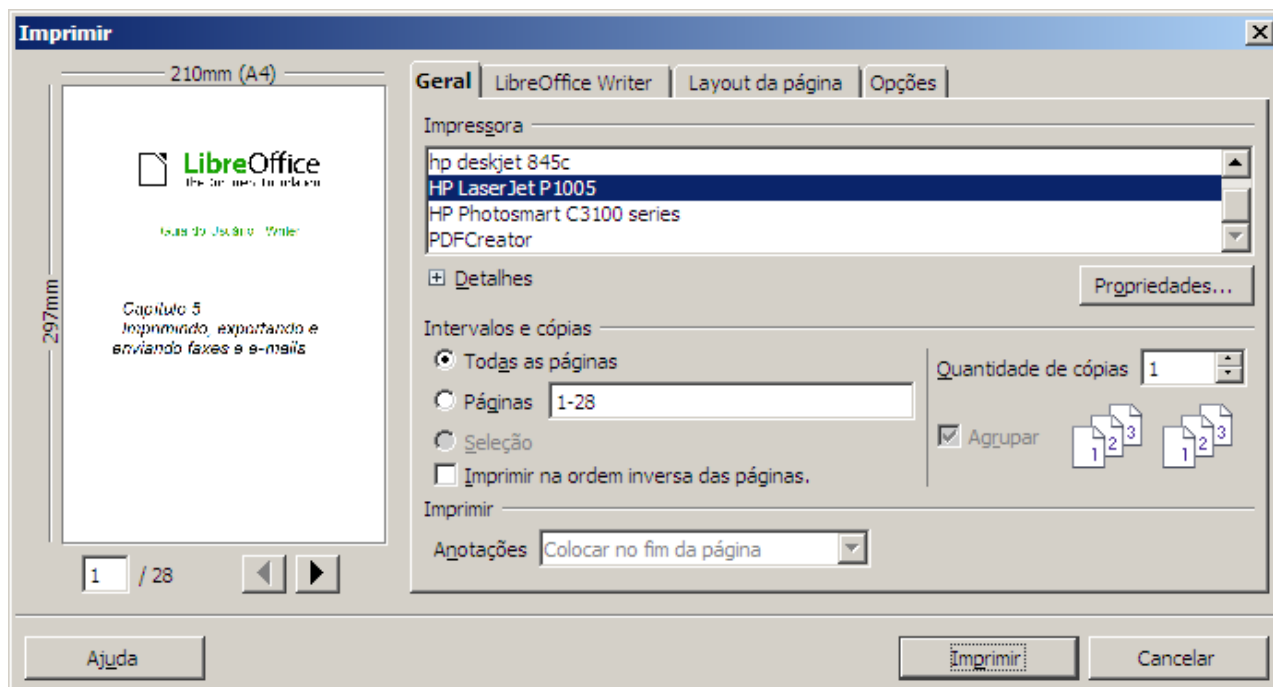 Imprimir
210mm (A4)
297mm
LibreOffice
Capítulo 5
Imprimindo, exportando e
enviando faxes e e-mails
1 / 28
Geral
LibreOffice Writer
Layout da página
Opções
Impressora
hp deskjet 845c
HP LaserJet P1005
HP Photosmart C3100 series
PDFCreator
Detalhes
Propriedades...
Intervalos e cópias
Todas as páginas
Páginas 1-28
Seleção
Imprimir na ordem inversa das páginas.
Quantidade de cópias 1
Agrupar
1 2 3 1 2 3
Imprimir
Anotações Colocar no fim da página
Ajuda
Imprimir
Cancelar